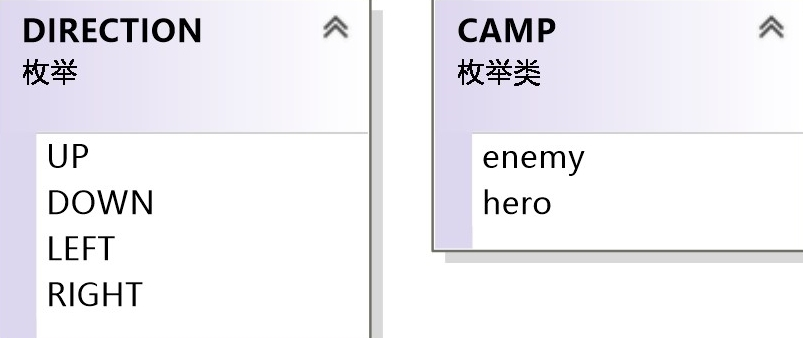 DIRECTION
枚举
UP
DOWN
LEFT
RIGHT
CAMP
枚举类
enemy
hero